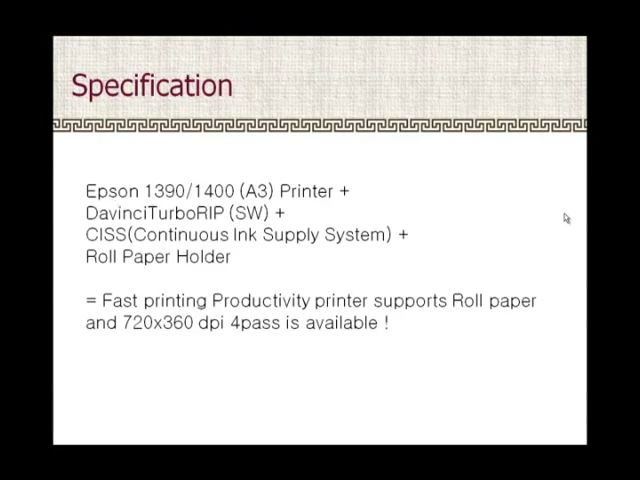 Specification
Epson 1390/1400 (A3) Printer +
DavinciTurboRIP (SW) +
CISS(Continuous Ink Supply System) +
Roll Paper Holder
= Fast printing Productivity printer supports Roll paper
and 720x360 dpi 4pass is available !